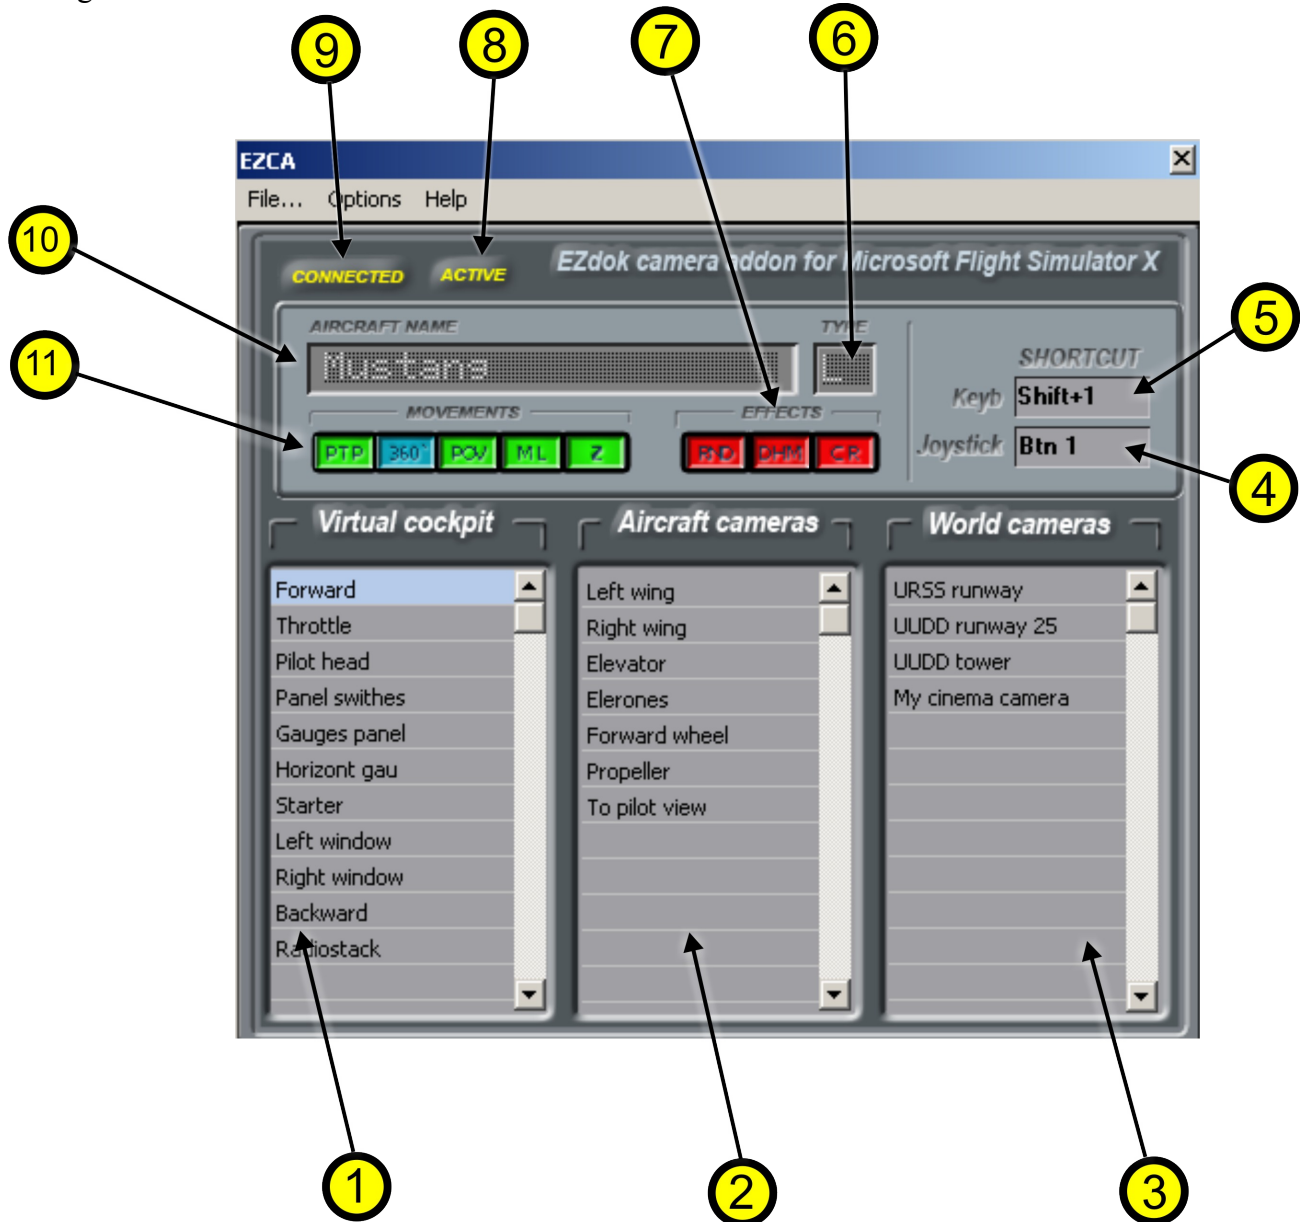 9
8
7
6
EZCA
File... Options Help
10
CONNECTED ACTIVE EZdok camera addon for Microsoft Flight Simulator X
AIRCRAFT NAME TYPE
5
11
Mustang
SHORTCUT
Keyb Shift+1
MOVEMENTS EFFECTS
PTP 360° POV ML Z RND DHM CR
Joystick Btn 1
4
Virtual cockpit Aircraft cameras World cameras
Forward Left wing URSS runway
Throttle Right wing UUDD runway 25
Pilot head Elevator UUDD tower
Panel swithes Elerones My cinema camera
Gauges panel Forward wheel
Horizont gau Propeller
Starter To pilot view
Left window
Right window
Backward
Radiostack
1
2
3